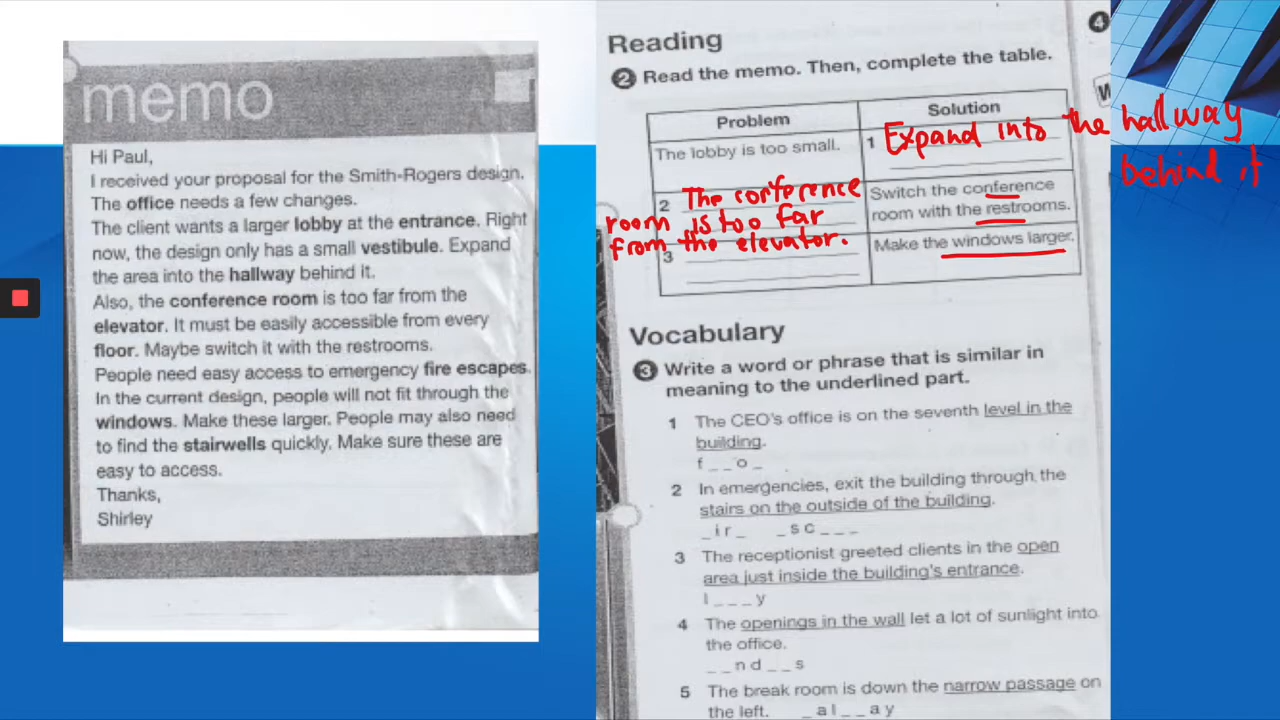 memo
Hi Paul,
I received your proposal for the Smith-Rogers design.
The office needs a few changes.
The client wants a larger lobby at the entrance. Right
now, the design only has a small vestibule. Expand
the area into the hallway behind it.
Also, the conference room is too far from the
elevator. It must be easily accessible from every
floor. Maybe switch it with the restrooms.
People need easy access to emergency fire escapes.
In the current design, people will not fit through the
windows. Make these larger. People may also need
to find the stairwells quickly. Make sure these are
easy to access.
Thanks,
Shirley
Reading
2 Read the memo. Then, complete the table.
Problem
Solution
The lobby is too small.
1 Expand into the hallway
behind it
2 The conference
room is too far
from the elevator.
Switch the conference
room with the restrooms.
3
Make the windows larger.
Vocabulary
3 Write a word or phrase that is similar in
meaning to the underlined part.
1 The CEO's office is on the seventh level in the
building.
f _ _ o _
2 In emergencies, exit the building through the
stairs on the outside of the building.
_ i r _ _ s c _ _ _
3 The receptionist greeted clients in the open
area just inside the building's entrance.
l _ _ _ y
4 The openings in the wall let a lot of sunlight into
the office.
_ _ n d _ _ s
5 The break room is down the narrow passage on
the left. _ a l _ _ a y
4
W